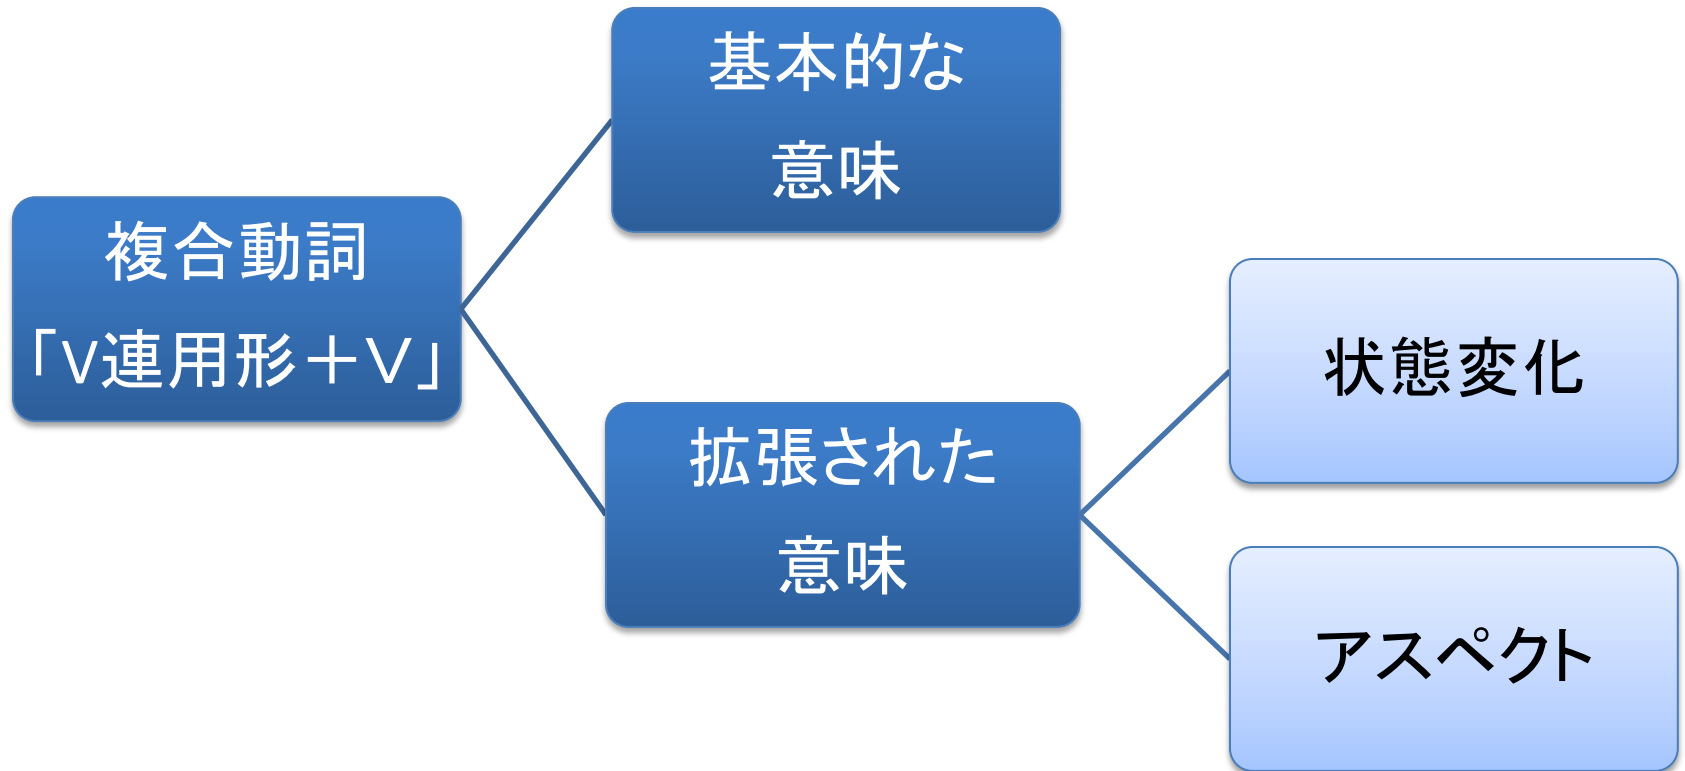 複合動詞
「V連用形＋V」
基本的な
意味
拡張された
意味
状態変化
アスペクト